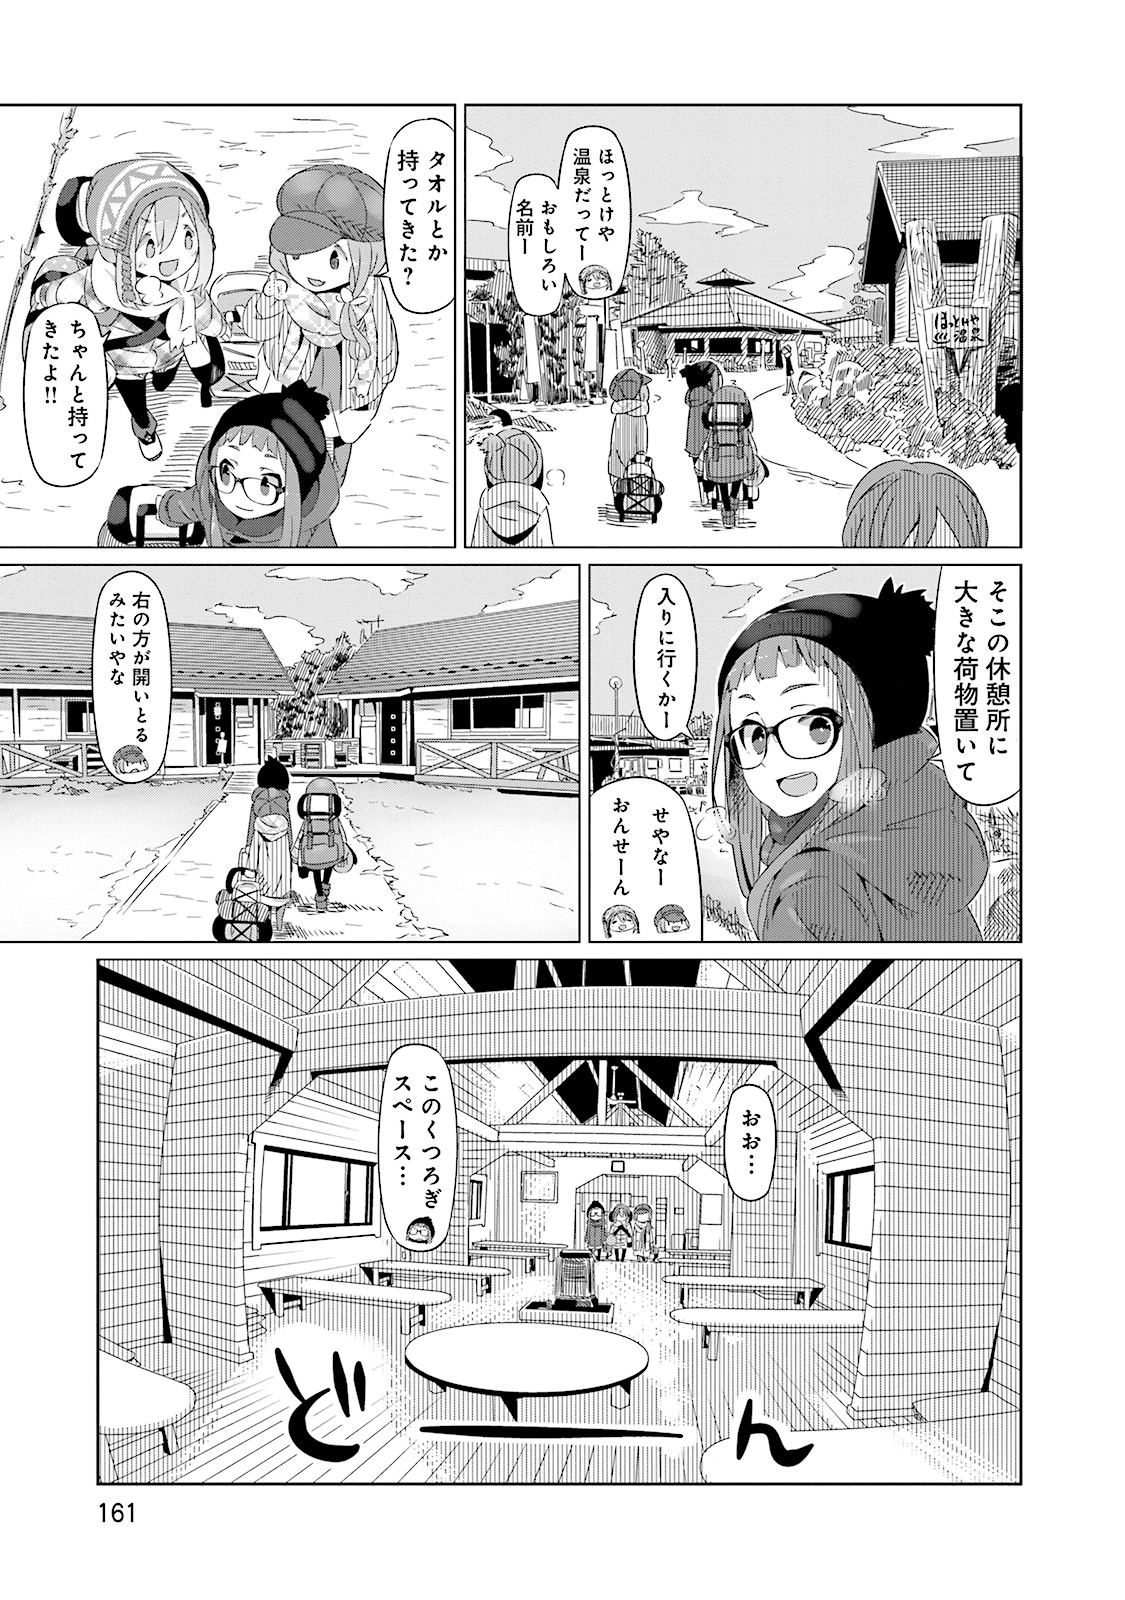 ほっとけや
温泉だってー
おもしろい
名前ー
ほっとけや
温泉
タオルとか
持ってきた?
ちゃんと持って
きたよ!!
そこの休憩所に
大きな荷物置いて
入りに行くかー
せやなー
おんせーん
右の方が開いとる
みたいやな
おお…
このくつろぎ
スペース…
どーん
161